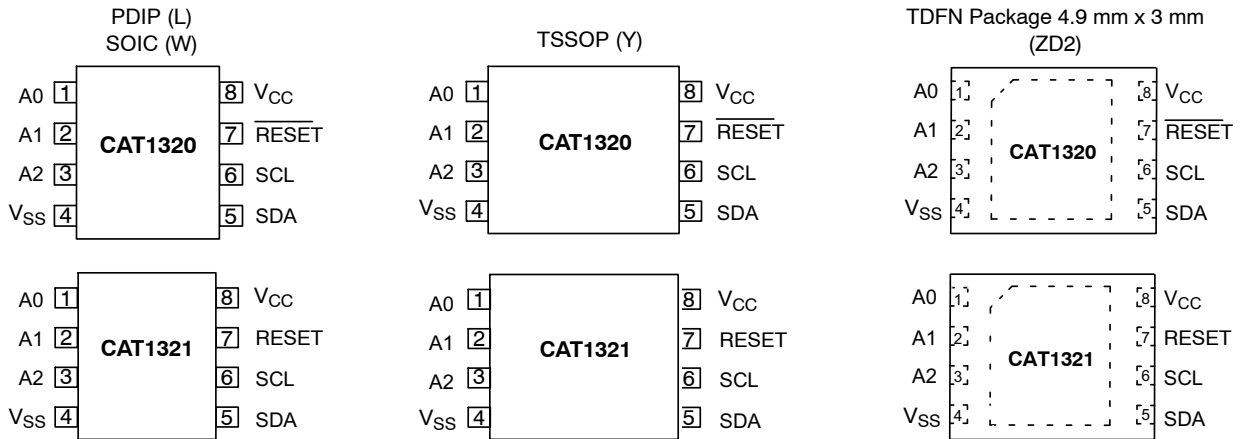 PDIP (L)
SOIC (W)
A0 1
A1 2
A2 3
VSS 4
CAT1320
8 VCC
7 RESET
6 SCL
5 SDA
TSSOP (Y)
A0 1
A1 2
A2 3
VSS 4
CAT1320
8 VCC
7 RESET
6 SCL
5 SDA
TDFN Package 4.9 mm x 3 mm
(ZD2)
A0 1
A1 2
A2 3
VSS 4
CAT1320
8 VCC
7 RESET
6 SCL
5 SDA
A0 1
A1 2
A2 3
VSS 4
CAT1321
8 VCC
7 RESET
6 SCL
5 SDA
A0 1
A1 2
A2 3
VSS 4
CAT1321
8 VCC
7 RESET
6 SCL
5 SDA
A0 1
A1 2
A2 3
VSS 4
CAT1321
8 VCC
7 RESET
6 SCL
5 SDA